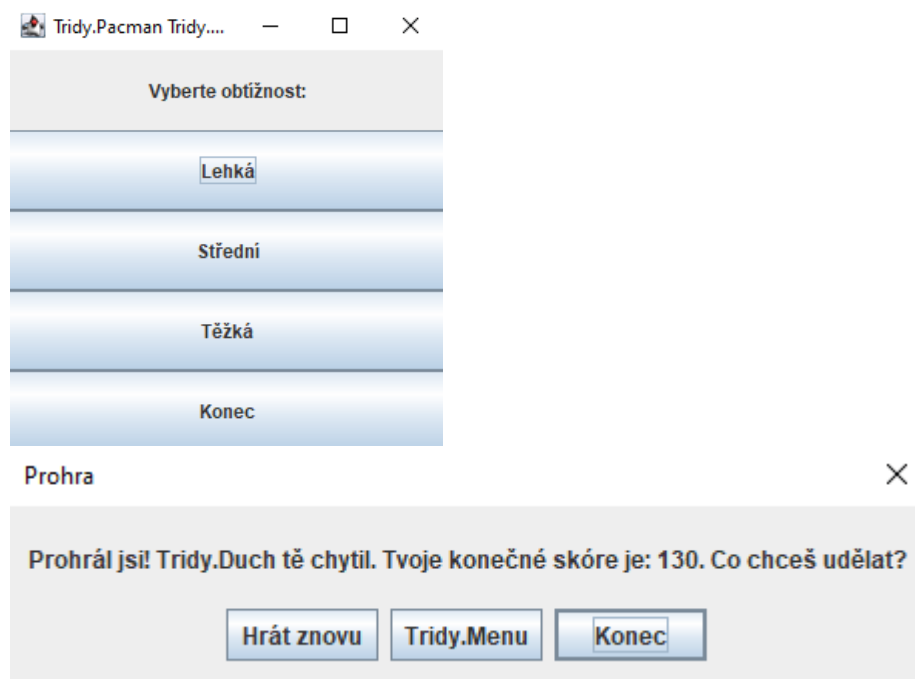 Tridy.Pacman Tridy....
Vyberte obtížnost:
Lehká
Střední
Těžká
Konec
Prohra
Prohrál jsi! Tridy.Duch tě chytil. Tvoje konečné skóre je: 130. Co chceš udělat?
Hrát znovu Tridy.Menu Konec